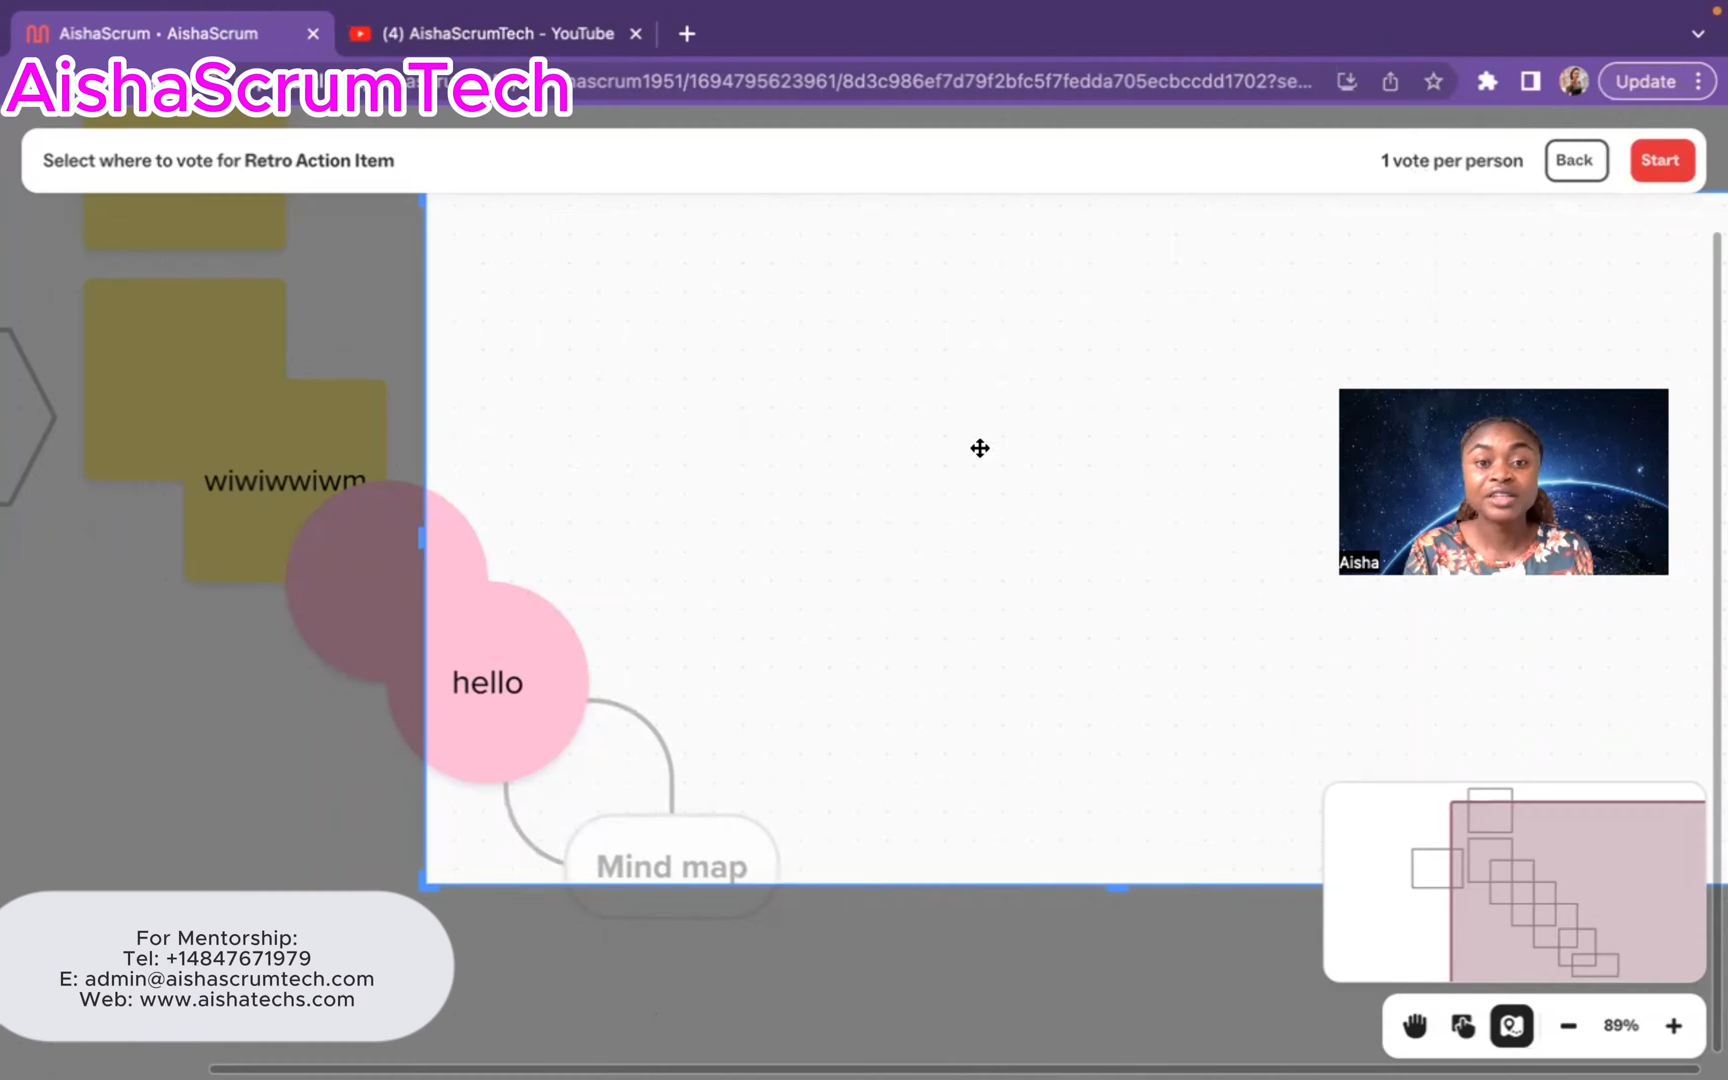 AishaScrum • AishaScrum
(4) AishaScrumTech - YouTube
AishaScrumTech
ascrum1951/1694795623961/8d3c986ef7d79f2bfc5f7fedda705ecbccdd1702?se...
Update
Select where to vote for Retro Action Item
1 vote per person
Back
Start
wiwiwwiwm
hello
Aisha
Mind map
For Mentorship:
Tel: +14847671979
E: admin@aishascrumtech.com
Web: www.aishatechs.com
89%